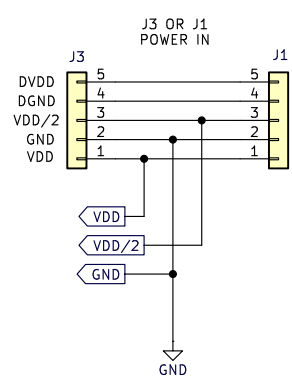 J3 OR J1
POWER IN
J3 J1
DVDD 5 5
DGND 4 4
VDD/2 3 3
GND 2 2
VDD 1 1
VDD
VDD/2
GND
GND